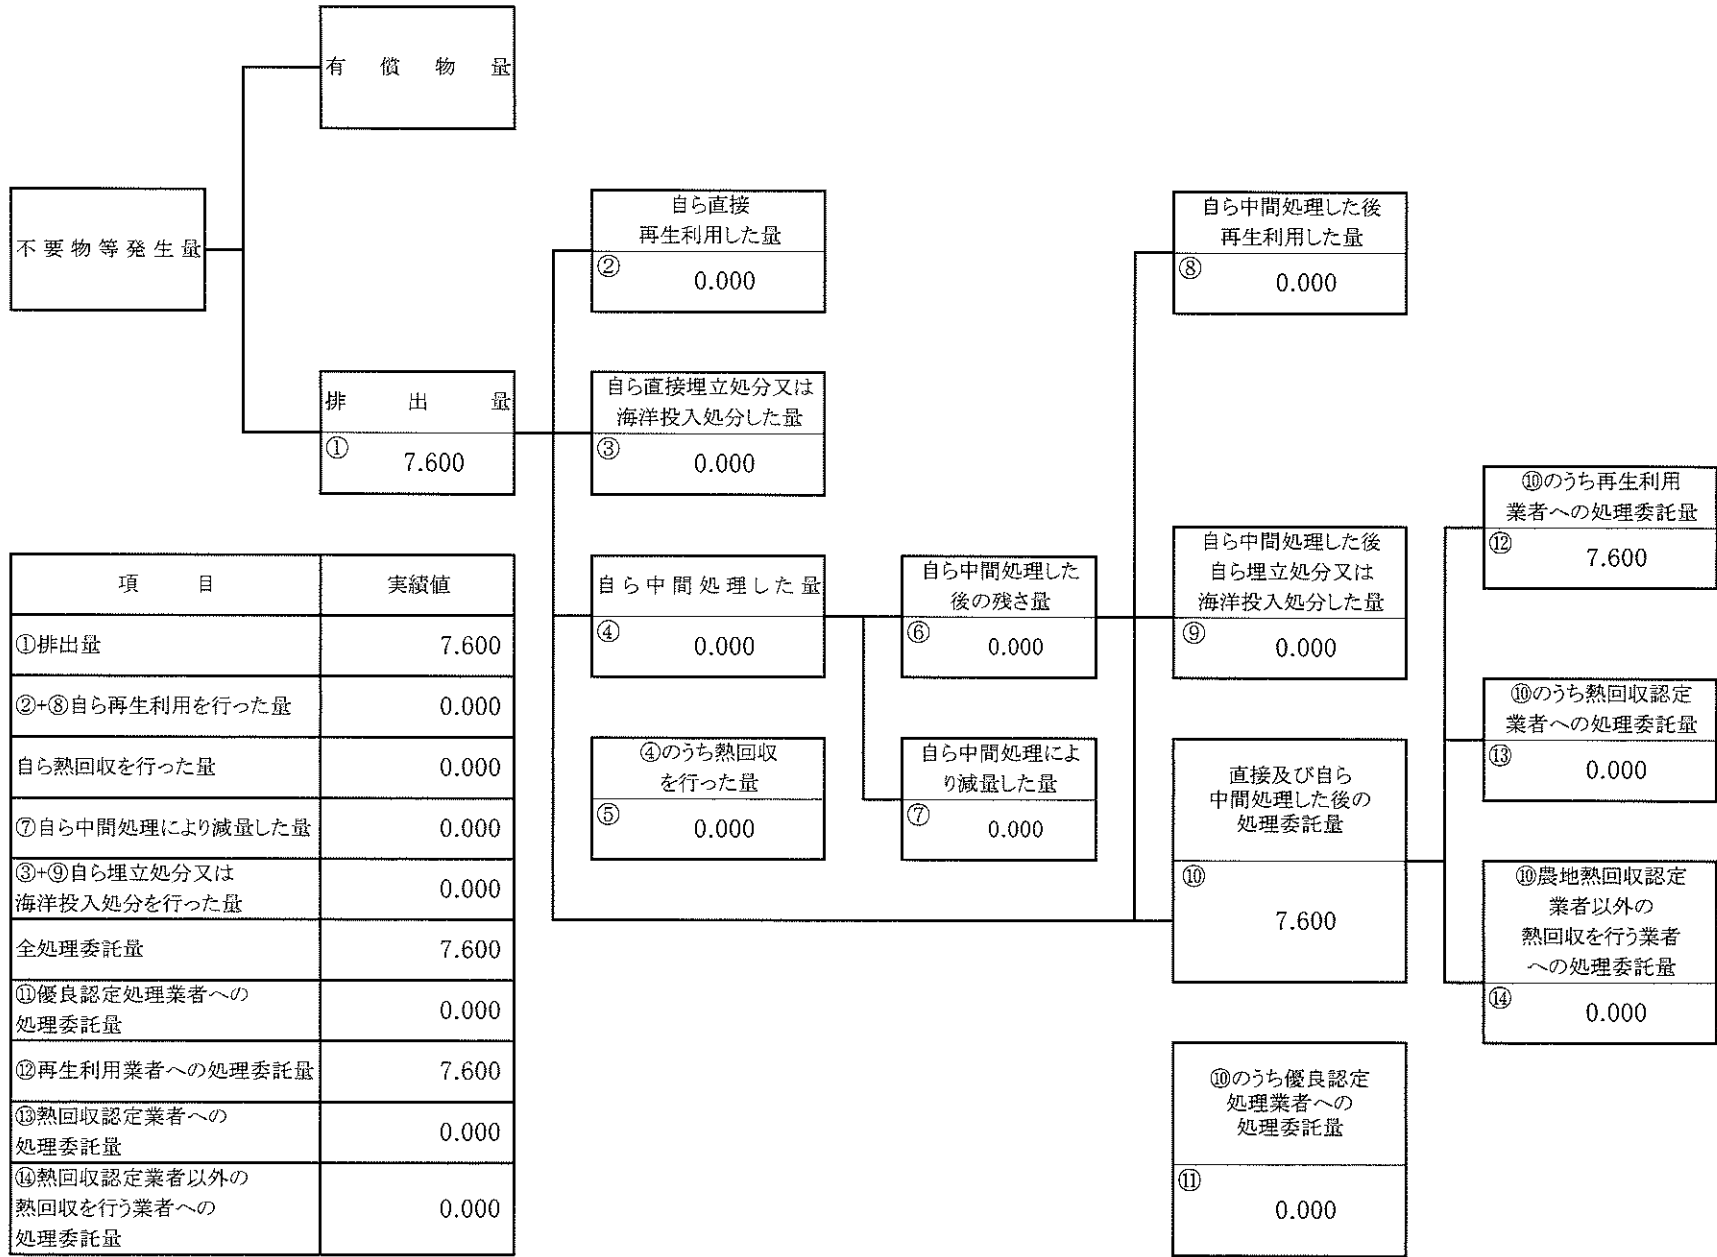 有償物量
不要物等発生量
排出量
①
7.600
自ら直接
再生利用した量
②
0.000
自ら直接埋立処分又は
海洋投入処分した量
③
0.000
自ら中間処理した量
④
0.000
④のうち熱回収
を行った量
⑤
0.000
自ら中間処理した
後の残さ量
⑥
0.000
自ら中間処理によ
り減量した量
⑦
0.000
自ら中間処理した後
再生利用した量
⑧
0.000
自ら中間処理した後
自ら埋立処分又は
海洋投入処分した量
⑨
0.000
直接及び自ら
中間処理した後の
処理委託量
⑩
7.600
⑩のうち優良認定
処理業者への
処理委託量
⑪
0.000
⑩のうち再生利用
業者への処理委託量
⑫
7.600
⑩のうち熱回収認定
業者への処理委託量
⑬
0.000
⑩農地熱回収認定
業者以外の
熱回収を行う業者
への処理委託量
⑭
0.000
項目 実績値
①排出量 7.600
②+⑧自ら再生利用を行った量 0.000
自ら熱回収を行った量 0.000
⑦自ら中間処理により減量した量 0.000
③+⑨自ら埋立処分又は
海洋投入処分を行った量 0.000
全処理委託量 7.600
⑪優良認定処理業者への
処理委託量 0.000
⑫再生利用業者への処理委託量 7.600
⑬熱回収認定業者への
処理委託量 0.000
⑭熱回収認定業者以外の
熱回収を行う業者への
処理委託量 0.000